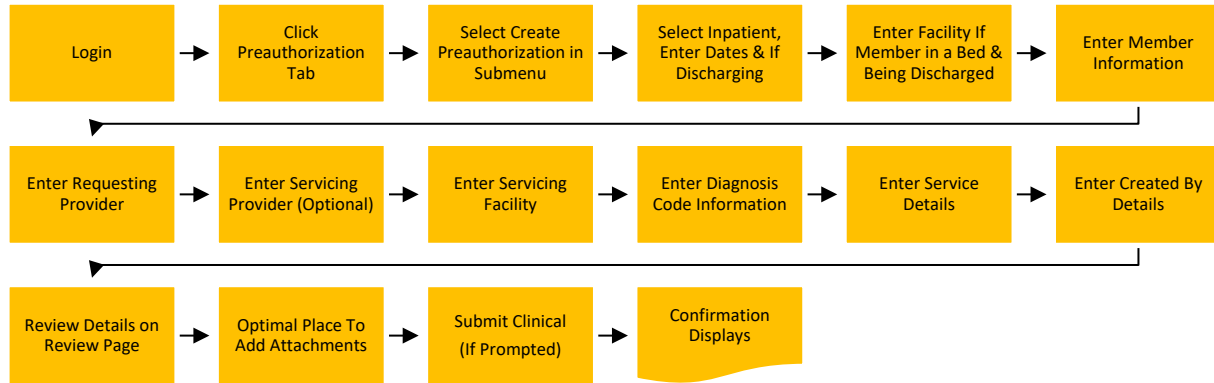 Login
Click
Preauthorization
Tab
Select Create
Preauthorization in
Submenu
Select Inpatient,
Enter Dates & If
Discharging
Enter Facility If
Member in a Bed &
Being Discharged
Enter Member
Information
Enter Requesting
Provider
Enter Servicing
Provider (Optional)
Enter Servicing
Facility
Enter Diagnosis
Code Information
Enter Service
Details
Enter Created By
Details
Review Details on
Review Page
Optimal Place To
Add Attachments
Submit Clinical
(If Prompted)
Confirmation
Displays